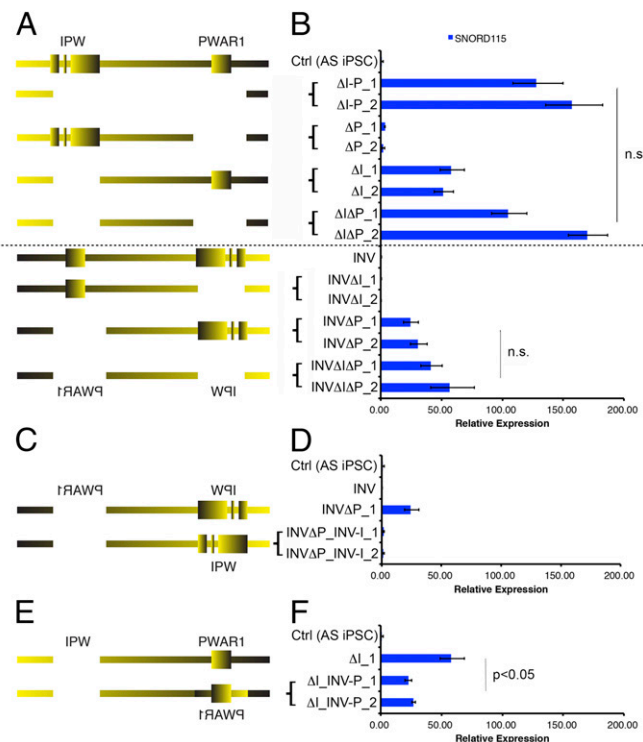 A
IPW PWAR1
B
SNORD115
Ctrl (AS iPSC)
ΔI-P_1
ΔI-P_2
ΔP_1
ΔP_2
ΔI_1
ΔI_2
ΔIΔP_1
ΔIΔP_2
n.s
INV
INVΔI_1
INVΔI_2
INVΔP_1
INVΔP_2
INVΔIΔP_1
INVΔIΔP_2
n.s.
PWAR1 IPW
0.00 50.00 100.00 150.00 200.00
Relative Expression
C
PWAR1 IPW
IPW
D
Ctrl (AS iPSC)
INV
INVΔP_1
INVΔP_INV-I_1
INVΔP_INV-I_2
0.00 50.00 100.00 150.00 200.00
Relative Expression
E
IPW PWAR1
PWAR1
F
Ctrl (AS iPSC)
ΔI_1
ΔI_INV-P_1
ΔI_INV-P_2
p<0.05
0.00 50.00 100.00 150.00 200.00
Relative Expression